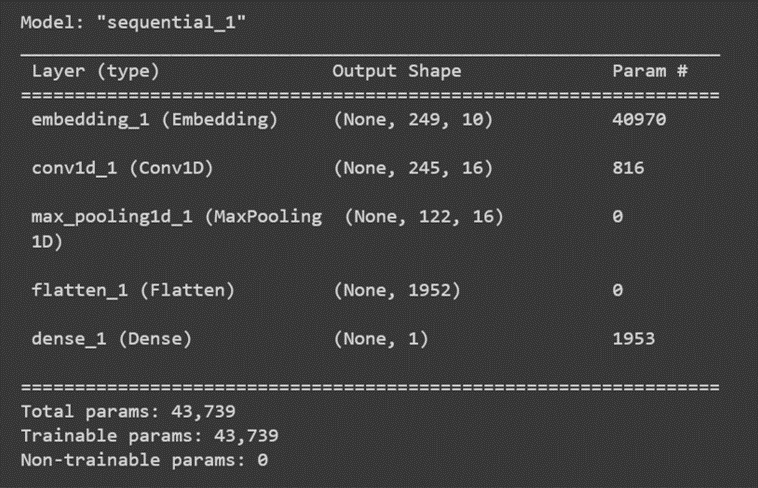 Model: "sequential_1"
_________________________________________________________________
Layer (type) Output Shape Param #
=================================================================
embedding_1 (Embedding) (None, 249, 10) 40970
conv1d_1 (Conv1D) (None, 245, 16) 816
max_pooling1d_1 (MaxPooling (None, 122, 16) 0
1D)
flatten_1 (Flatten) (None, 1952) 0
dense_1 (Dense) (None, 1) 1953
=================================================================
Total params: 43,739
Trainable params: 43,739
Non-trainable params: 0